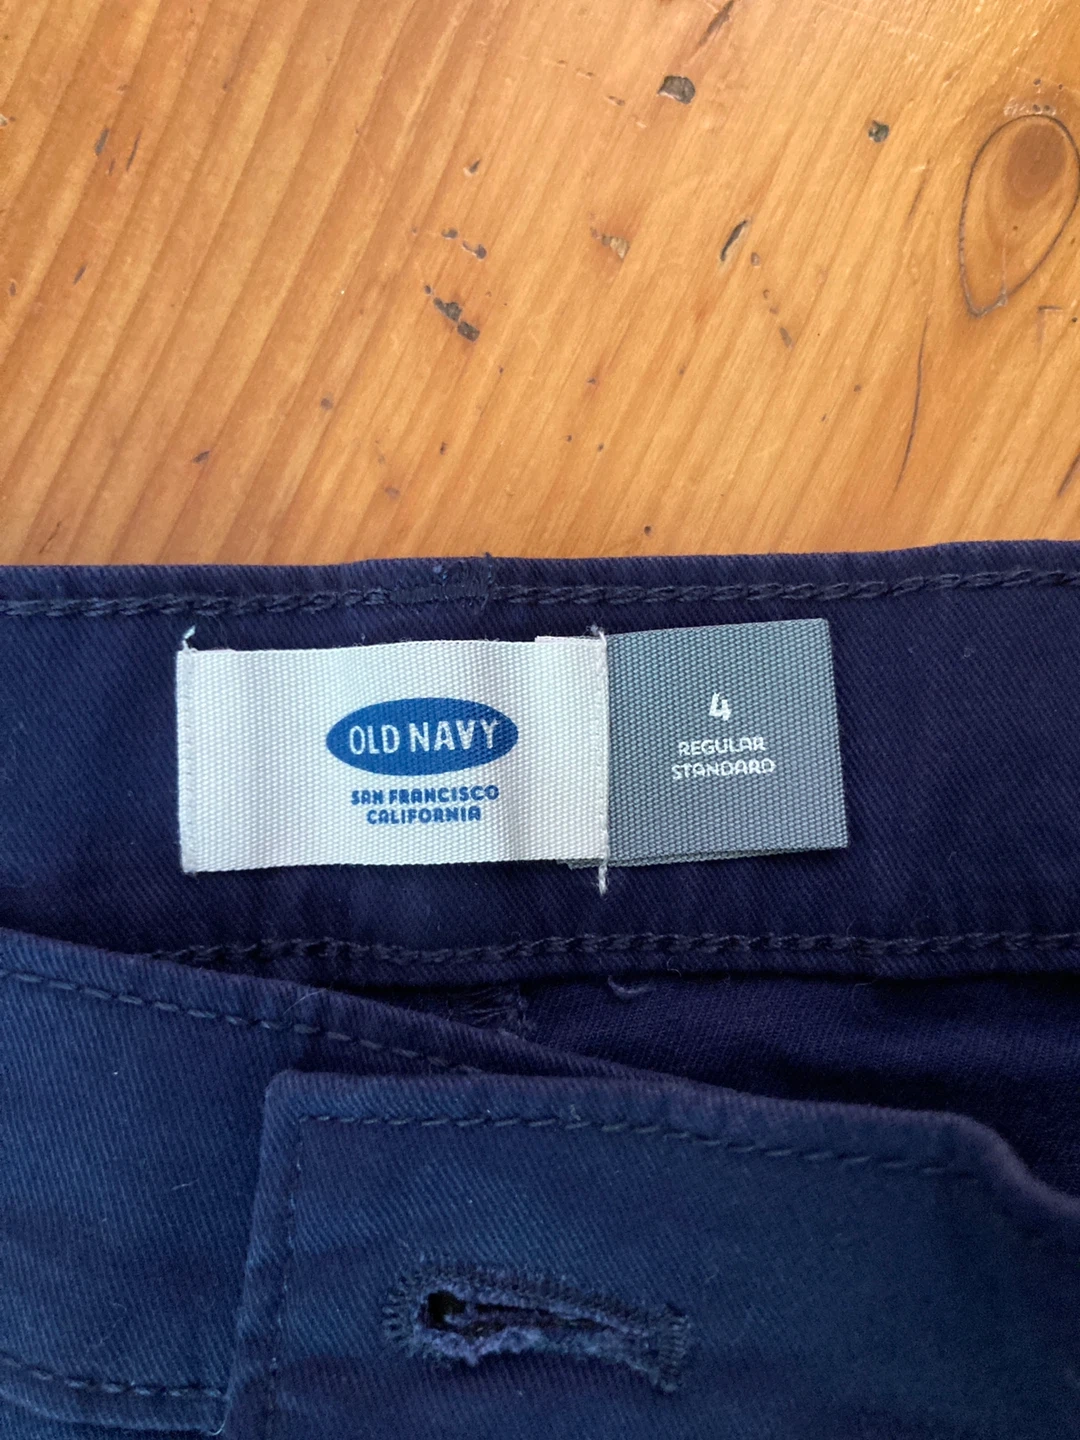 OLD NAVY
SAN FRANCISCO
CALIFORNIA
4
REGULAR
STANDARD